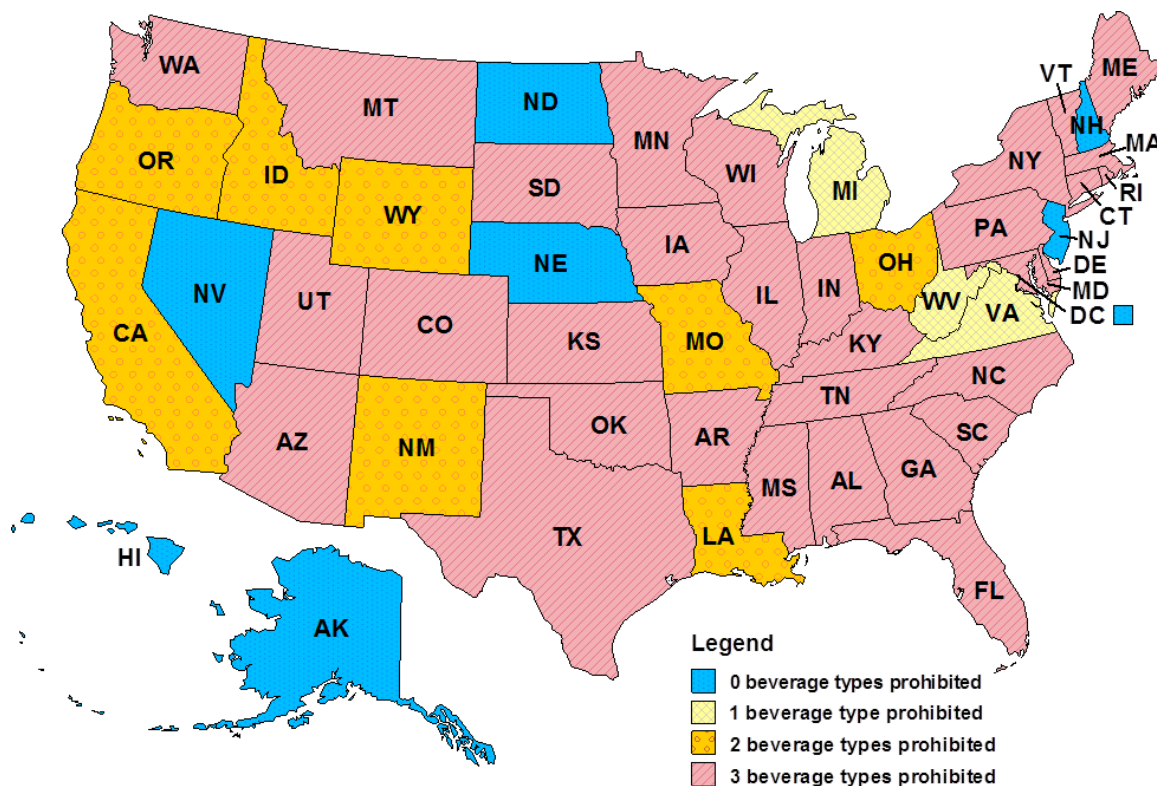 WA
MT
ND
MN
VT
ME
NH
MA
OR
ID
SD
WI
NY
WY
MI
RI
CT
PA
IA
NJ
NE
OH
DE
NV
MD
UT
IL
IN
WV
VA
DC
CO
CA
KS
MO
KY
NC
TN
AZ
NM
OK
AR
SC
MS
AL
GA
TX
LA
HI
FL
AK
Legend
0 beverage types prohibited
1 beverage type prohibited
2 beverage types prohibited
3 beverage types prohibited